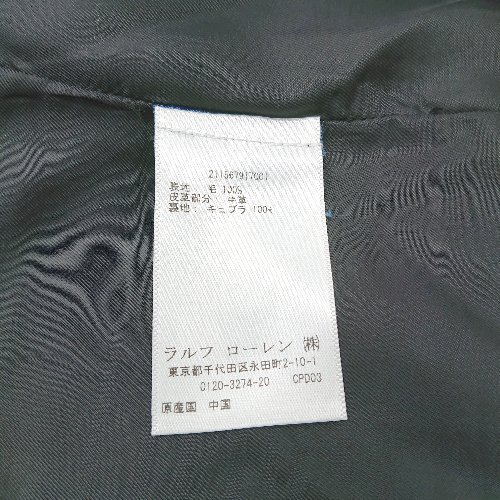 211567917001
表地 : 毛 100%
皮革部分 : 牛革
裏地 : キュプラ 100%
ラルフ ローレン ㈱
東京都千代田区永田町2-10-1
0120-3274-20 CPD03
原産国 中国